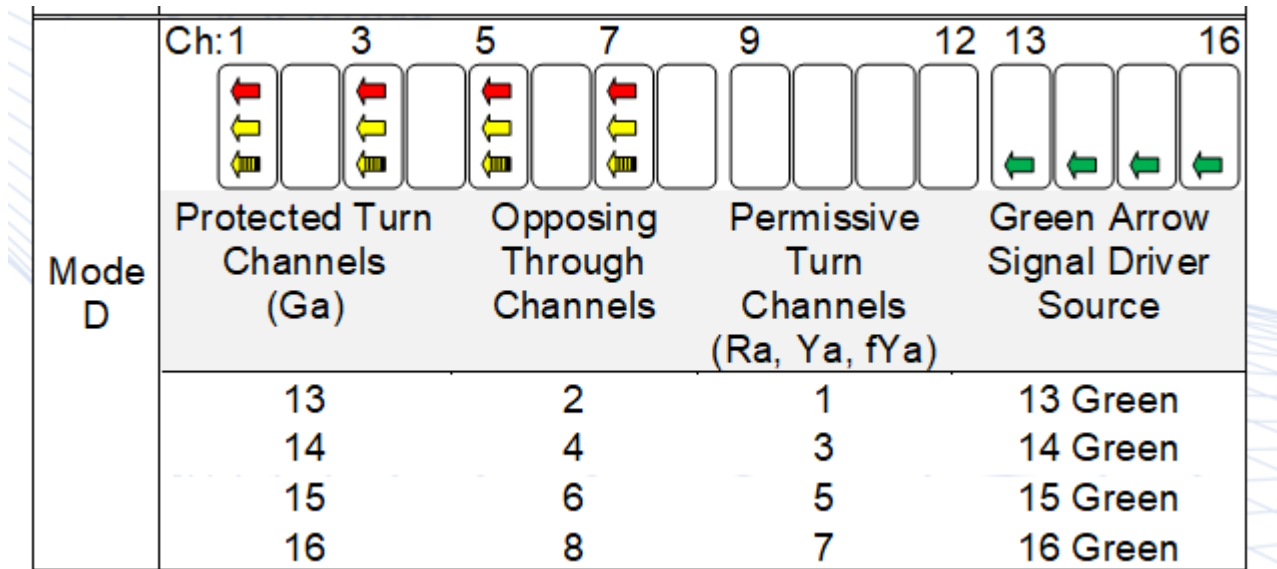 Ch: 1 3 5 7 9 12 13 16
Mode D
Protected Turn Channels (Ga)
Opposing Through Channels
Permissive Turn Channels (Ra, Ya, fYa)
Green Arrow Signal Driver Source
13 2 1 13 Green
14 4 3 14 Green
15 6 5 15 Green
16 8 7 16 Green